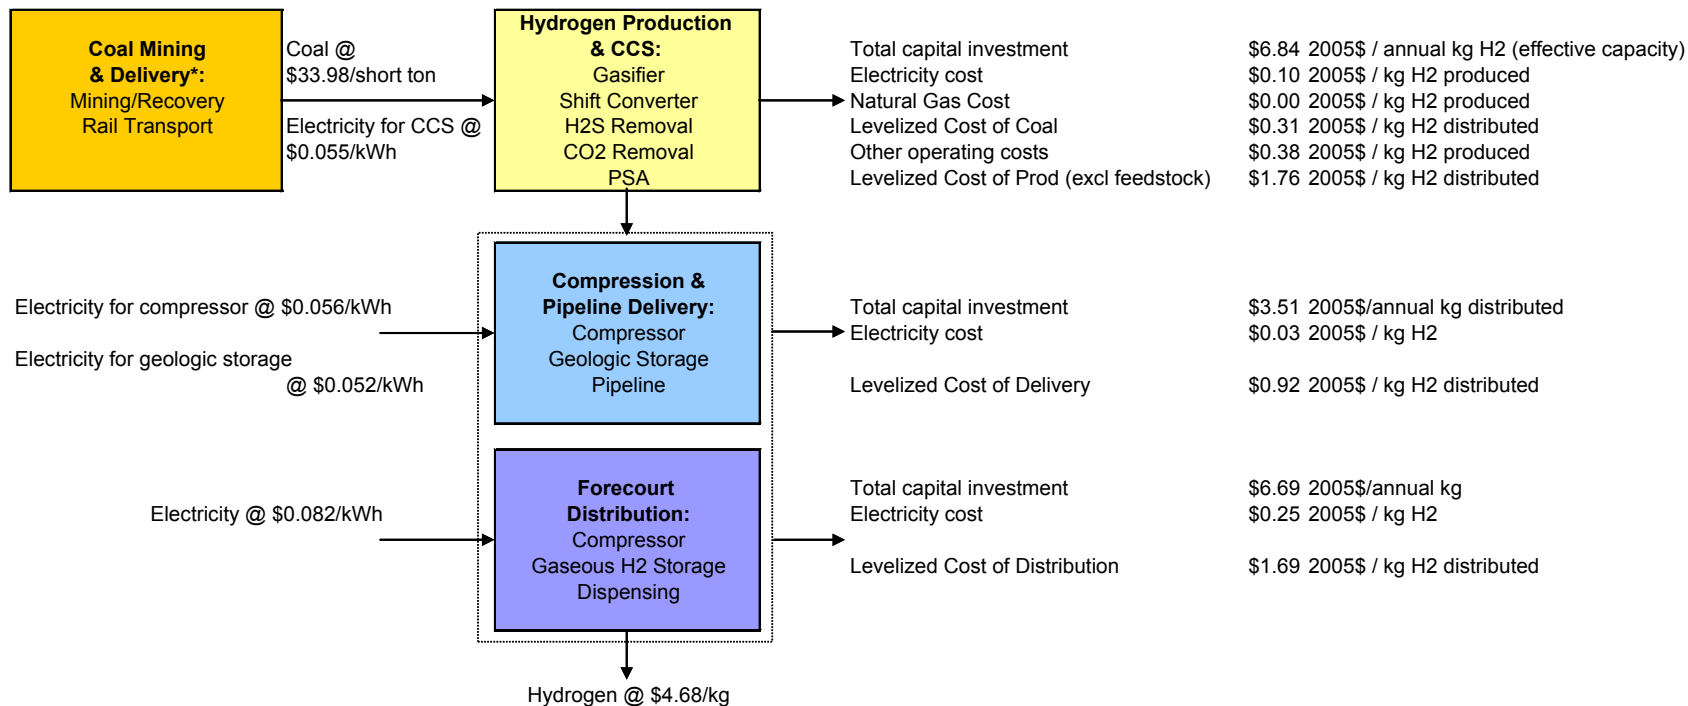 Coal Mining
& Delivery*:
Mining/Recovery
Rail Transport
Coal @
$33.98/short ton
Electricity for CCS @
$0.055/kWh
Hydrogen Production
& CCS:
Gasifier
Shift Converter
H2S Removal
CO2 Removal
PSA
Total capital investment $6.84 2005$ / annual kg H2 (effective capacity)
Electricity cost $0.10 2005$ / kg H2 produced
Natural Gas Cost $0.00 2005$ / kg H2 produced
Levelized Cost of Coal $0.31 2005$ / kg H2 distributed
Other operating costs $0.38 2005$ / kg H2 produced
Levelized Cost of Prod (excl feedstock) $1.76 2005$ / kg H2 distributed
Electricity for compressor @ $0.056/kWh
Electricity for geologic storage
@ $0.052/kWh
Compression &
Pipeline Delivery:
Compressor
Geologic Storage
Pipeline
Total capital investment $3.51 2005$/annual kg distributed
Electricity cost $0.03 2005$ / kg H2
Levelized Cost of Delivery $0.92 2005$ / kg H2 distributed
Electricity @ $0.082/kWh
Forecourt
Distribution:
Compressor
Gaseous H2 Storage
Dispensing
Total capital investment $6.69 2005$/annual kg
Electricity cost $0.25 2005$ / kg H2
Levelized Cost of Distribution $1.69 2005$ / kg H2 distributed
Hydrogen @ $4.68/kg